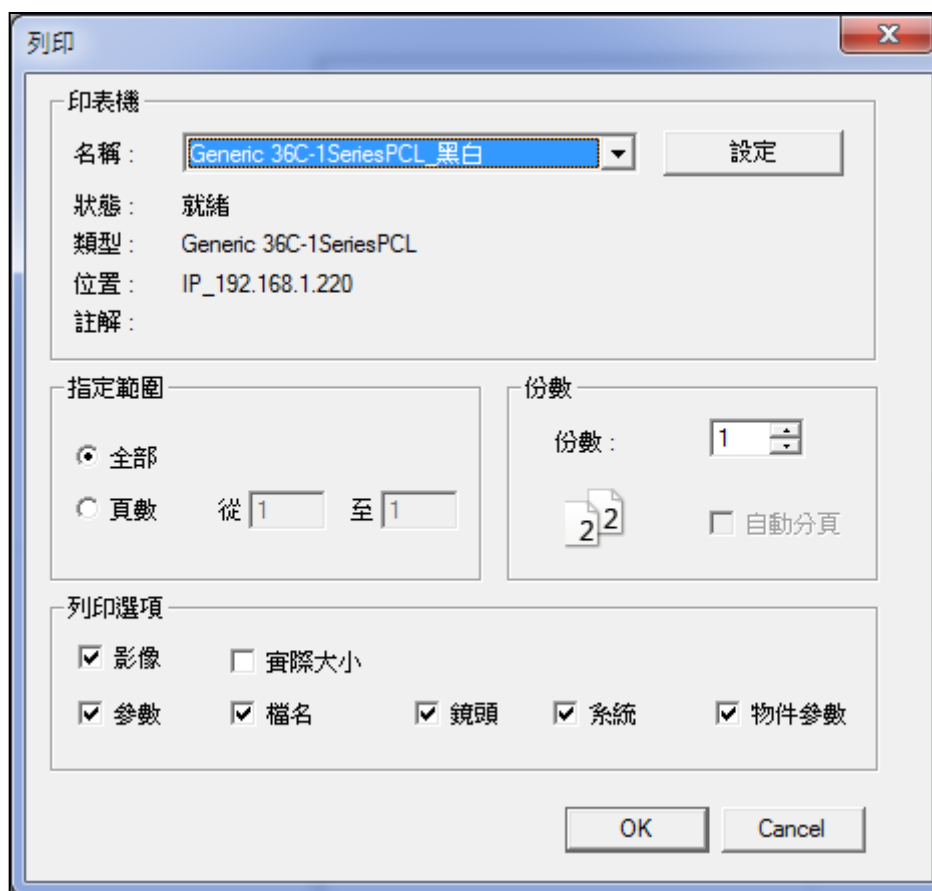 列印
印表機
名稱： Generic 36C-1SeriesPCL_黑白 設定
狀態： 就緒
類型： Generic 36C-1SeriesPCL
位置： IP_192.168.1.220
註解：
指定範圍
全部
頁數 從 1 至 1
份數
份數： 1
2 2 自動分頁
列印選項
影像 實際大小
參數 檔名 鏡頭 系統 物件參數
OK Cancel